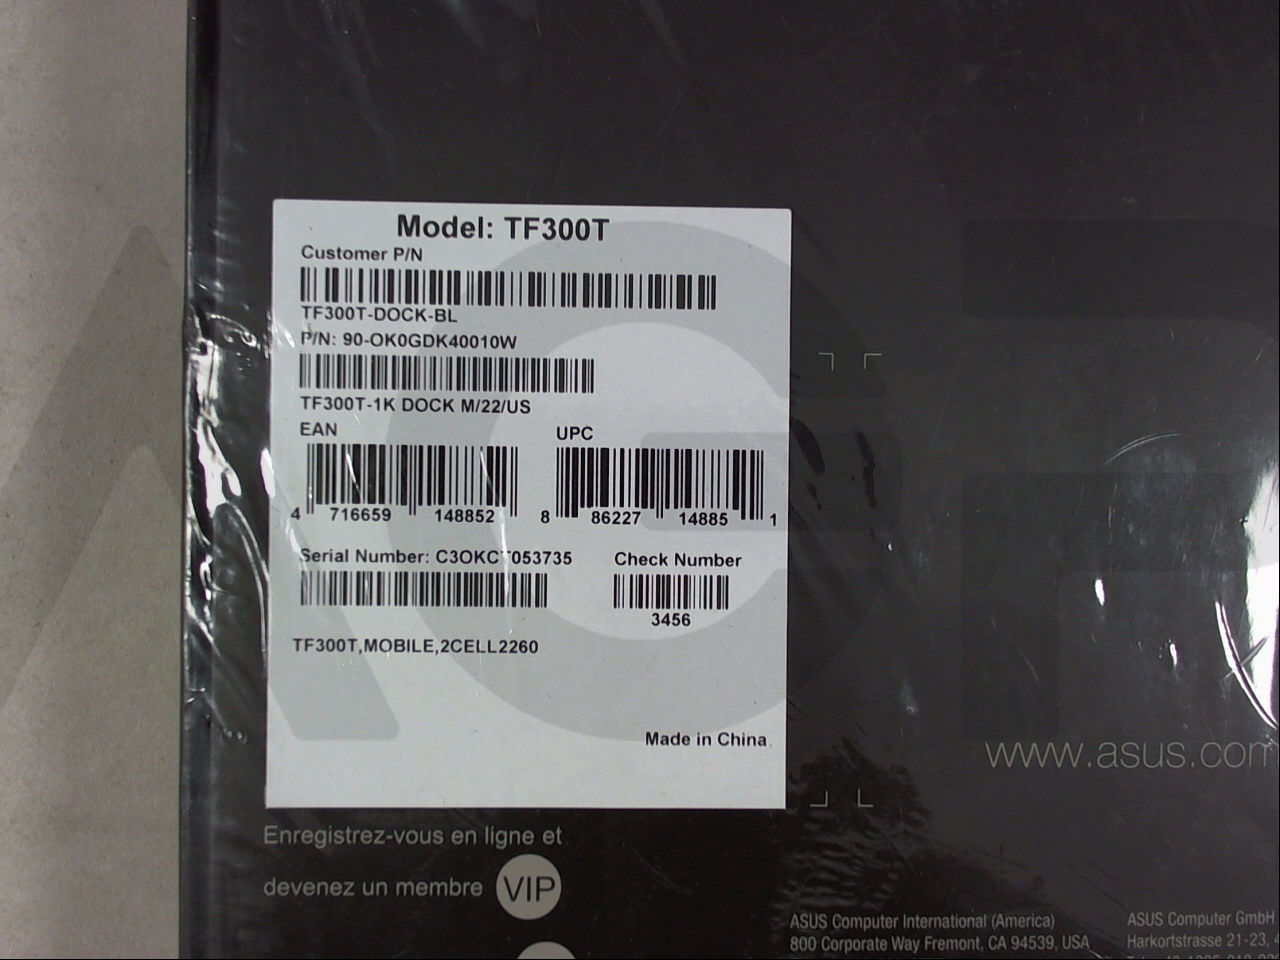 Model: TF300T
Customer P/N
TF300T-DOCK-BL
P/N: 90-OK0GDK40010W
TF300T-1K DOCK M/22/US
EAN
UPC
4 716659 148852
8 86227 14885 1
Serial Number: C3OKCT053735
Check Number
3456
TF300T,MOBILE,2CELL2260
Made in China
www.asus.com
Enregistrez-vous en ligne et
devenez un membre VIP
ASUS Computer International (America)
800 Corporate Way Fremont, CA 94539, USA
ASUS Computer GmbH
Harkortstrasse 21-23,